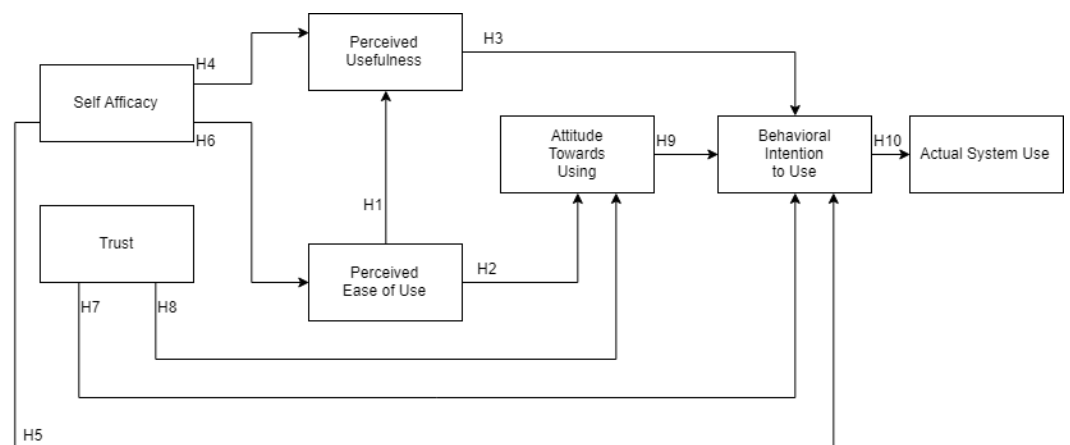 Perceived
Usefulness
H3
H4
Self Afficacy
H6
Attitude
Towards
Using
H9
Behavioral
Intention
to Use
H10
Actual System Use
H1
Trust
Perceived
Ease of Use
H2
H7
H8
H5